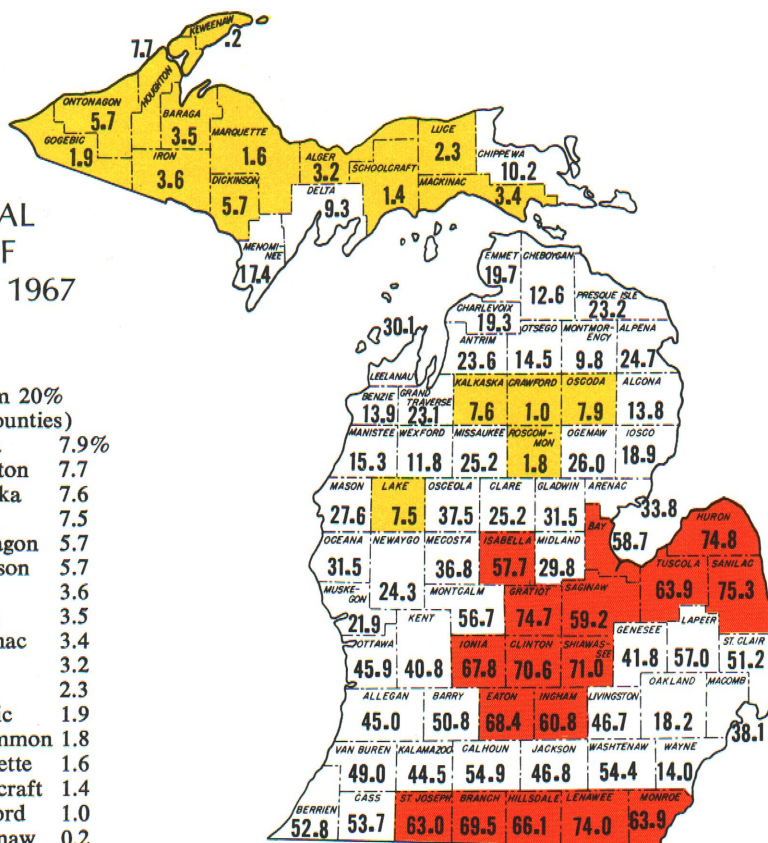 KEWEENAW
.2
7.7
HOUGHTON
ONTONAGON
5.7
BARAGA
3.5
GOGEBIC
1.9
IRON
3.6
MARQUETTE
1.6
DICKINSON
5.7
ALGER
3.2
SCHOOLCRAFT
1.4
LUCE
2.3
CHIPPEWA
10.2
MACKINAC
3.4
DELTA
9.3
MENOMI-
NEE
17.4
AL
F
1967
n 20%
ounties)
7.9%
ton 7.7
ka 7.6
7.5
agon 5.7
son 5.7
3.6
3.5
nac 3.4
3.2
2.3
ic 1.9
mmon 1.8
ette 1.6
craft 1.4
ord 1.0
naw 0.2
EMMET CHEBOYGAN
19.7
12.6
PRESQUE ISLE
23.2
CHARLEVOIX
19.3
30.1
ANTRIM OTSEGO MONTMOR-
ENCY ALPENA
23.6 14.5 9.8 24.7
LEELANAU
BENZIE GRAND
TRAVERSE KALKASKA CRAWFORD OSCODA ALCONA
13.9 23.1 7.6 1.0 7.9 13.8
MANISTEE WEXFORD MISSAUKEE ROSCOM-
MON OGEMAW IOSCO
15.3 11.8 25.2 1.8 26.0 18.9
MASON LAKE OSCEOLA CLARE GLADWIN ARENAC
27.6 7.5 37.5 25.2 31.5 33.8
OCEANA NEWAYGO MECOSTA ISABELLA MIDLAND BAY HURON
31.5 24.3 36.8 57.7 29.8 58.7 74.8
MUSKE-
GON MONTCALM GRATIOT SAGINAW TUSCOLA SANILAC
21.9 56.7 74.7 59.2 63.9 75.3
OTTAWA KENT IONIA CLINTON SHIAWAS-
SEE GENESEE LAPEER ST. CLAIR
45.9 40.8 67.8 70.6 71.0 41.8 57.0 51.2
ALLEGAN BARRY EATON INGHAM LIVINGSTON OAKLAND MACOMB
45.0 50.8 68.4 60.8 46.7 18.2 38.1
VAN BUREN KALAMAZOO CALHOUN JACKSON WASHTENAW WAYNE
49.0 44.5 54.9 46.8 54.4 14.0
BERRIEN CASS ST JOSEPH BRANCH HILLSDALE LENAWEE MONROE
52.8 53.7 63.0 69.5 66.1 74.0 63.9